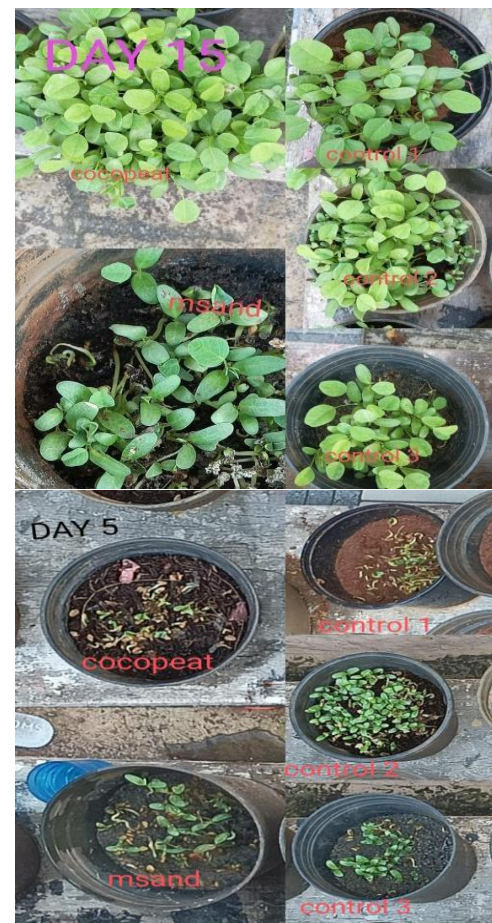 DAY 15
cocopeat
control 1
control 2
msand
control 3
DAY 5
cocopeat
control 1
control 2
msand
control 3